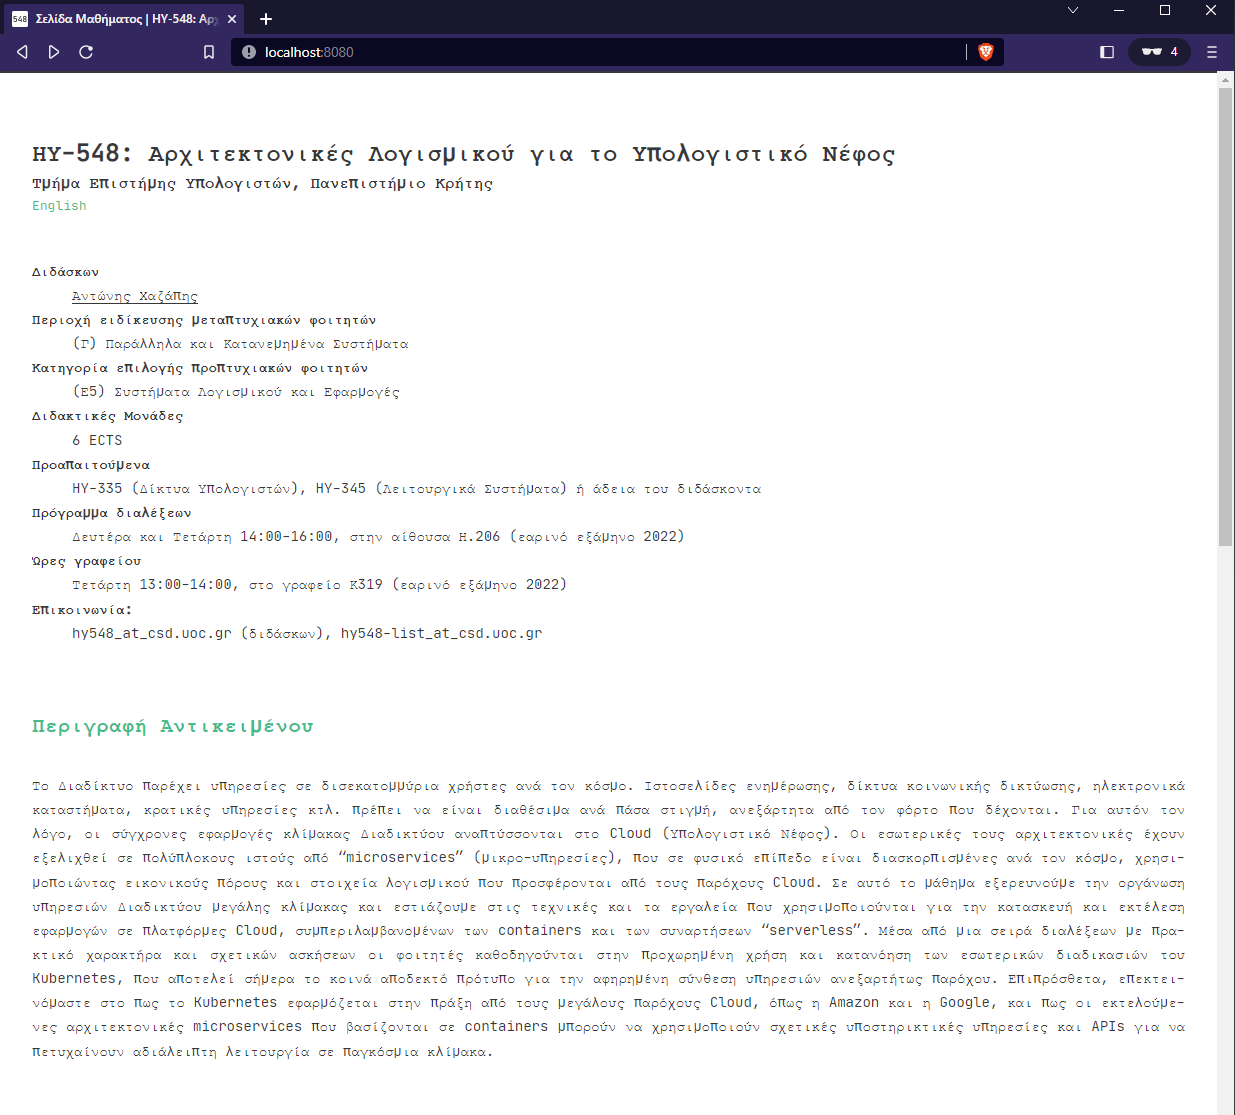 548 Σελίδα Μαθήματος | ΗΥ-548: Αρχ
localhost:8080
4
ΗΥ-548: Αρχιτεκτονικές Λογισμικού για το Υπολογιστικό Νέφος
Τμήμα Επιστήμης Υπολογιστών, Πανεπιστήμιο Κρήτης
English
Διδάσκων
Αντώνης Χαζάπης
Περιοχή ειδίκευσης μεταπτυχιακών φοιτητών
(Γ) Παράλληλα και Κατανεμημένα Συστήματα
Κατηγορία επιλογής προπτυχιακών φοιτητών
(Ε5) Συστήματα Λογισμικού και Εφαρμογές
Διδακτικές Μονάδες
6 ECTS
Προαπαιτούμενα
ΗΥ-335 (Δίκτυα Υπολογιστών), ΗΥ-345 (Λειτουργικά Συστήματα) ή άδεια του διδάσκοντα
Πρόγραμμα διαλέξεων
Δευτέρα και Τετάρτη 14:00-16:00, στην αίθουσα Η.206 (εαρινό εξάμηνο 2022)
Ώρες γραφείου
Τετάρτη 13:00-14:00, στο γραφείο Κ319 (εαρινό εξάμηνο 2022)
Επικοινωνία:
hy548_at_csd.uoc.gr (διδάσκων), hy548-list_at_csd.uoc.gr
Περιγραφή Αντικειμένου
Το Διαδίκτυο παρέχει υπηρεσίες σε δισεκατομμύρια χρήστες ανά τον κόσμο. Ιστοσελίδες ενημέρωσης, δίκτυα κοινωνικής δικτύωσης, ηλεκτρονικά
καταστήματα, κρατικές υπηρεσίες κτλ. πρέπει να είναι διαθέσιμα ανά πάσα στιγμή, ανεξάρτητα από τον φόρτο που δέχονται. Για αυτόν τον
λόγο, οι σύγχρονες εφαρμογές κλίμακας Διαδικτύου αναπτύσσονται στο Cloud (Υπολογιστικό Νέφος). Οι εσωτερικές τους αρχιτεκτονικές έχουν
εξελιχθεί σε πολύπλοκους ιστούς από “microservices” (μικρο-υπηρεσίες), που σε φυσικό επίπεδο είναι διασκορπισμένες ανά τον κόσμο, χρησι-
μοποιώντας εικονικούς πόρους και στοιχεία λογισμικού που προσφέρονται από τους παρόχους Cloud. Σε αυτό το μάθημα εξερευνούμε την οργάνωση
υπηρεσιών Διαδικτύου μεγάλης κλίμακας και εστιάζουμε στις τεχνικές και τα εργαλεία που χρησιμοποιούνται για την κατασκευή και εκτέλεση
εφαρμογών σε πλατφόρμες Cloud, συμπεριλαμβανομένων των containers και των συναρτήσεων “serverless”. Μέσα από μια σειρά διαλέξεων με πρα-
κτικό χαρακτήρα και σχετικών ασκήσεων οι φοιτητές καθοδηγούνται στην προχωρημένη χρήση και κατανόηση των εσωτερικών διαδικασιών του
Kubernetes, που αποτελεί σήμερα το κοινά αποδεκτό πρότυπο για την αφηρημένη σύνθεση υπηρεσιών ανεξαρτήτως παρόχου. Επιπρόσθετα, επεκτει-
νόμαστε στο πως το Kubernetes εφαρμόζεται στην πράξη από τους μεγάλους παρόχους Cloud, όπως η Amazon και η Google, και πως οι εκτελούμε-
νες αρχιτεκτονικές microservices που βασίζονται σε containers μπορούν να χρησιμοποιούν σχετικές υποστηρικτικές υπηρεσίες και APIs για να
πετυχαίνουν αδιάλειπτη λειτουργία σε παγκόσμια κλίμακα.